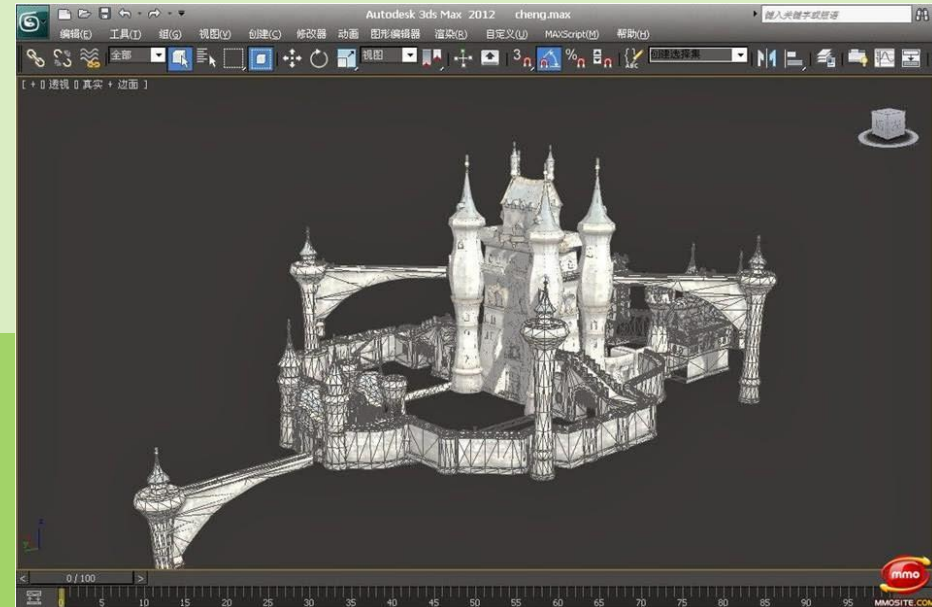 Autodesk 3ds Max 2012 cheng.max
键入关键字或短语
编辑(E) 工具(T) 组(G) 视图(V) 创建(C) 修改器 动画 图形编辑器 渲染(R) 自定义(U) MAXScript(M) 帮助(H)
全部 视图 3 % ABC 创建选择集
[ + 0 透视 0 真实 + 边面 ]
< 0 / 100 >
0 5 10 15 20 25 30 35 40 45 50 55 60 65 70 75 80 85 90 95
mmo
MMOSITE.COM